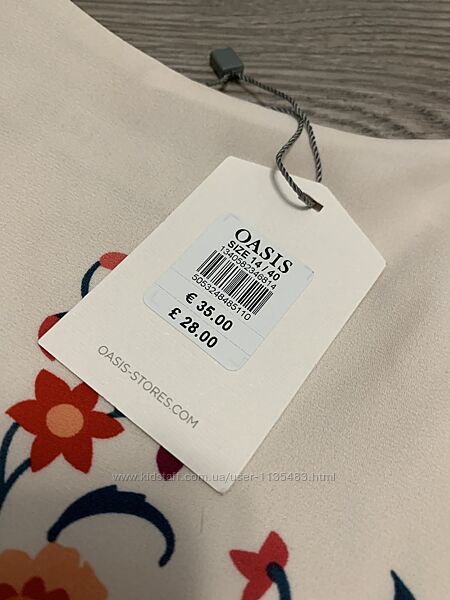 OASIS
SIZE 14 / 40
1340582346814
5053248485110
€ 35.00
£ 28.00
OASIS-STORES.COM
www.kidstaff.com.ua/user-1135483.html